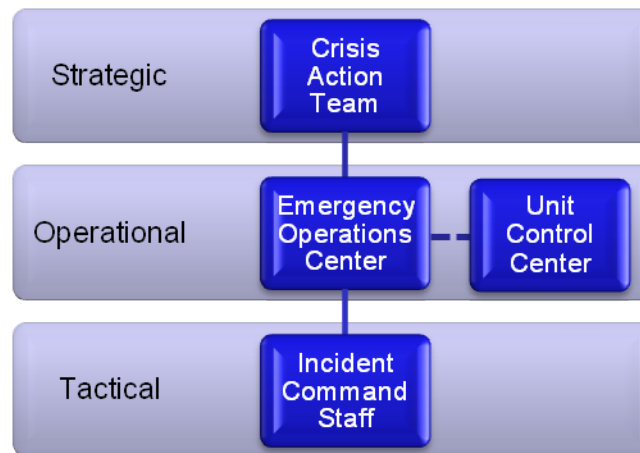 Strategic
Crisis
Action
Team
Operational
Emergency
Operations
Center
Unit
Control
Center
Tactical
Incident
Command
Staff